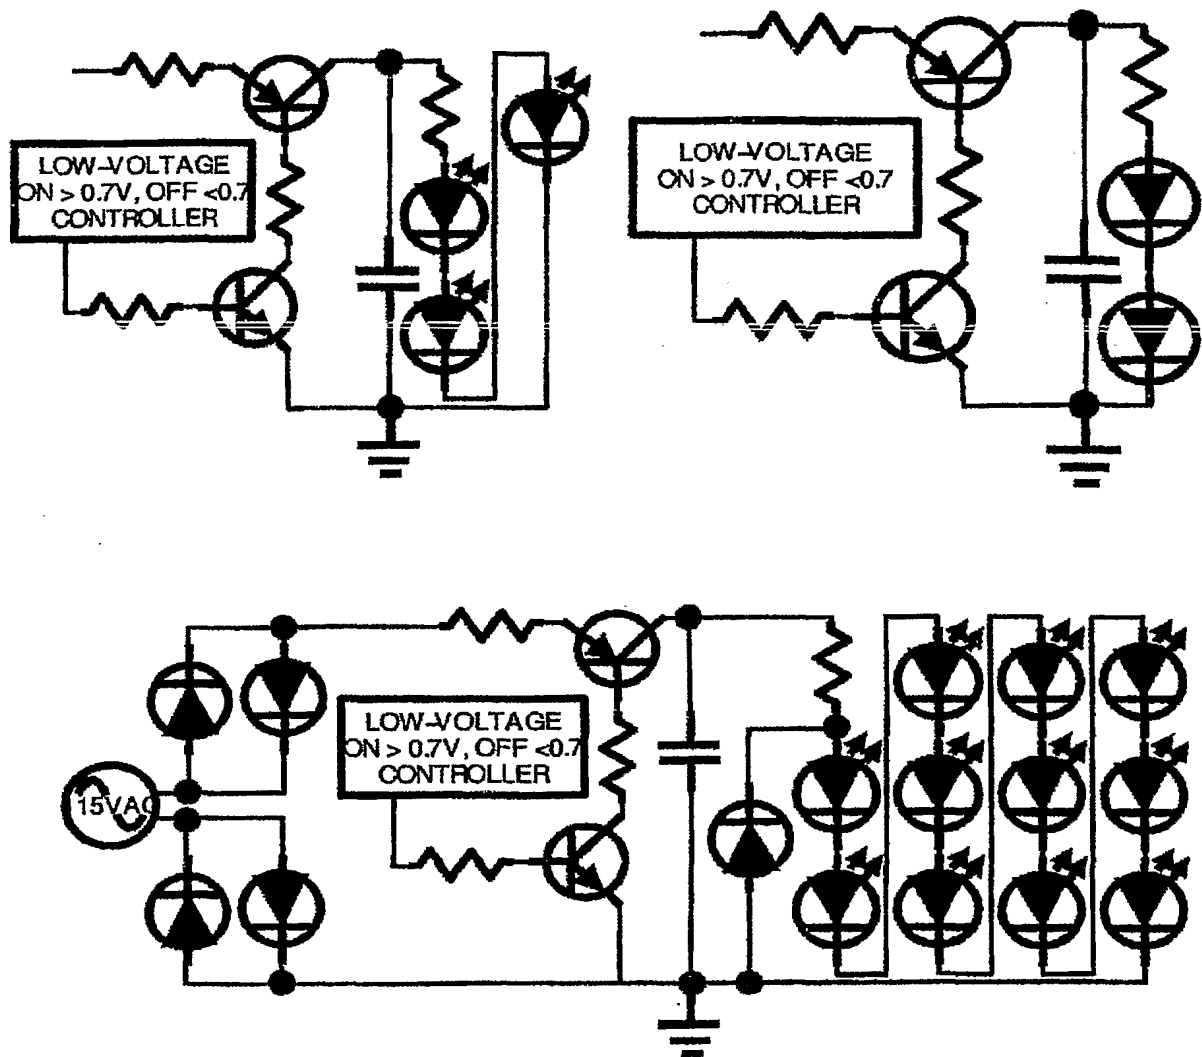 LOW-VOLTAGE
ON > 0.7V, OFF <0.7
CONTROLLER
LOW-VOLTAGE
ON > 0.7V, OFF <0.7
CONTROLLER
LOW-VOLTAGE
ON > 0.7V, OFF <0.7
CONTROLLER
15VAC